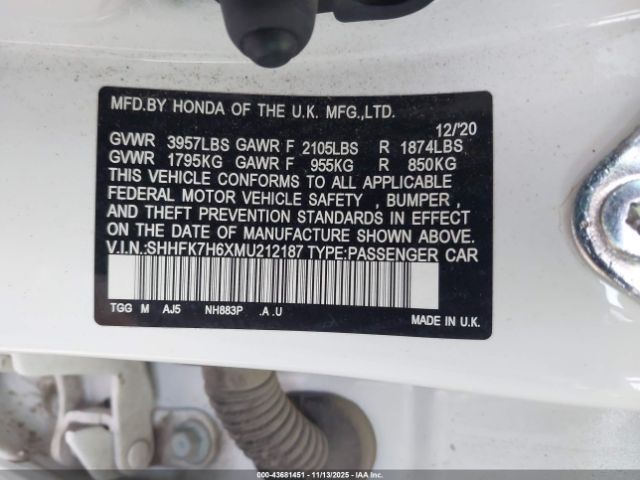 MFD.BY HONDA OF THE U.K. MFG.,LTD.
12/'20
GVWR 3957LBS GAWR F 2105LBS R 1874LBS
GVWR 1795KG GAWR F 955KG R 850KG
THIS VEHICLE CONFORMS TO ALL APPLICABLE
FEDERAL MOTOR VEHICLE SAFETY , BUMPER ,
AND THEFT PREVENTION STANDARDS IN EFFECT
ON THE DATE OF MANUFACTURE SHOWN ABOVE.
V.I.N.:SHHFK7H6XMU212187 TYPE:PASSENGER CAR
TGG M AJ5 NH883P .A .U
MADE IN U.K.
000-43681451 | 11/13/2025 - PUBLIC - IAA INC.